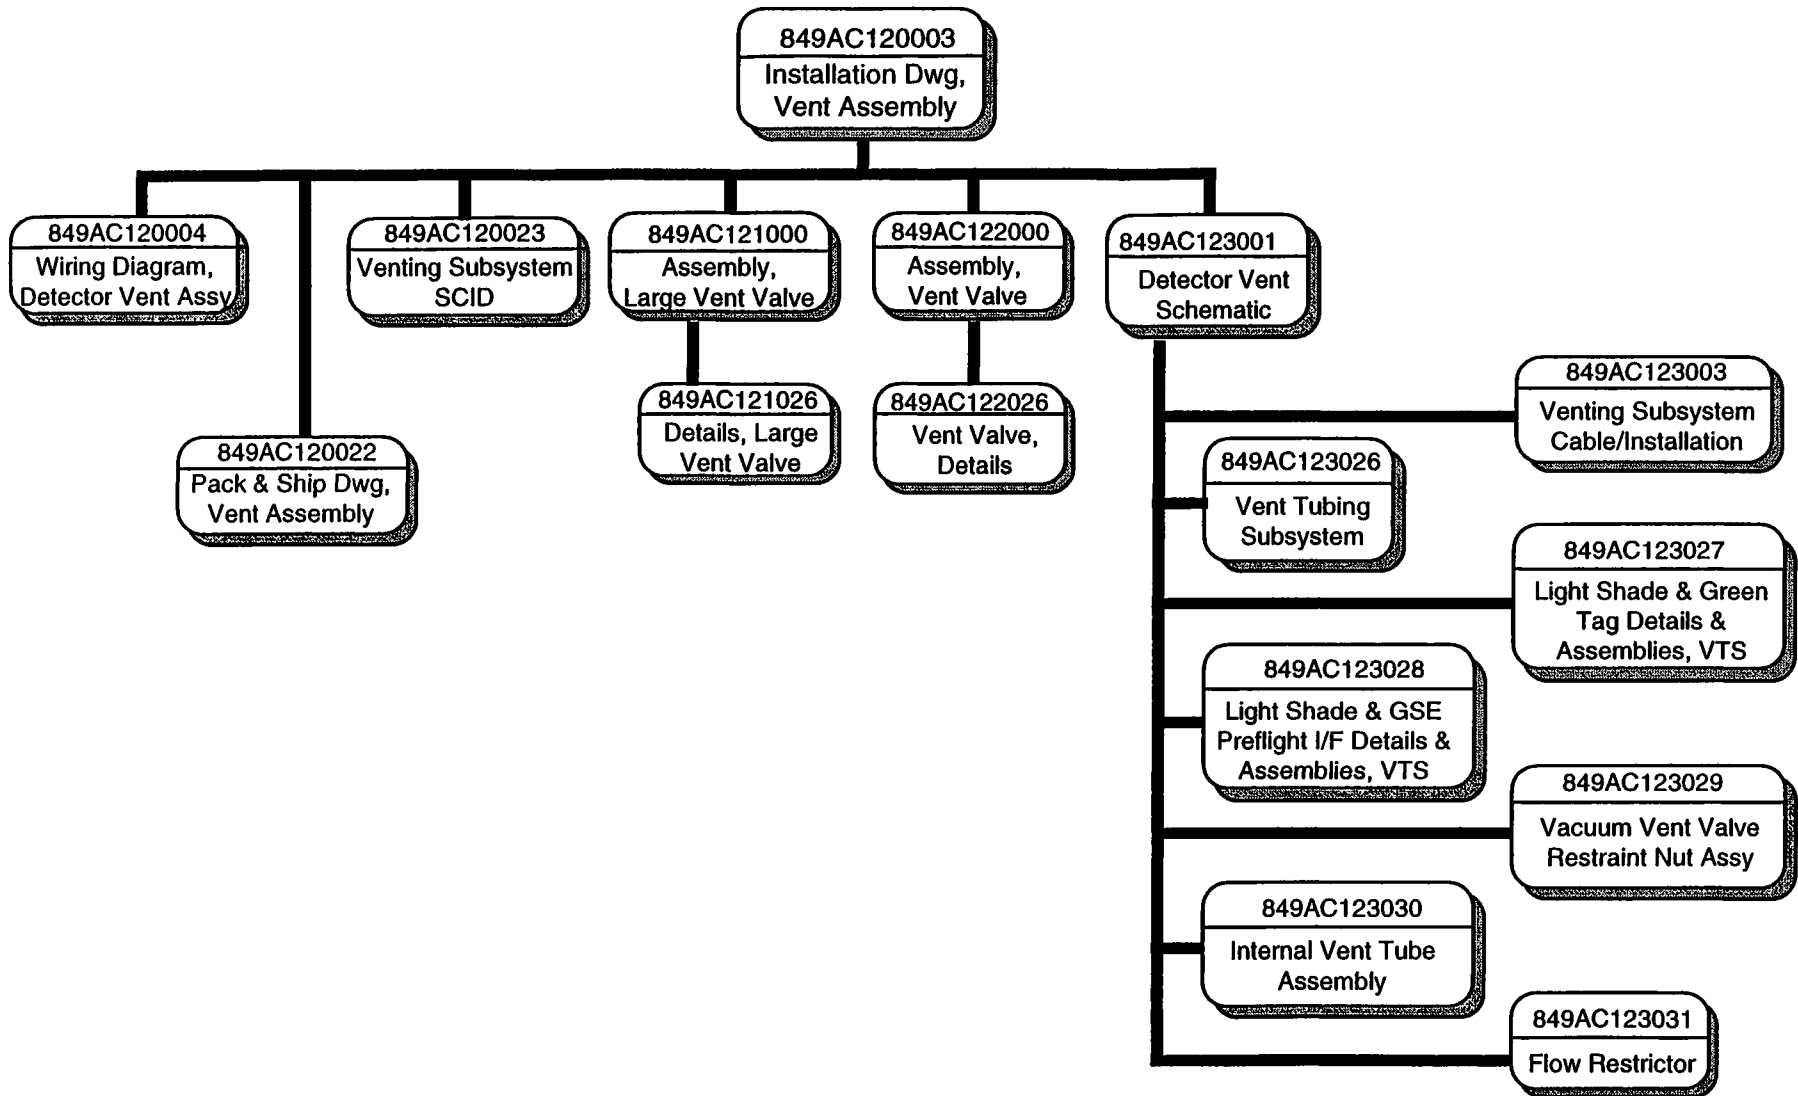 849AC120003
Installation Dwg,
Vent Assembly
849AC120004
Wiring Diagram,
Detector Vent Assy
849AC120022
Pack & Ship Dwg,
Vent Assembly
849AC120023
Venting Subsystem
SCID
849AC121000
Assembly,
Large Vent Valve
849AC121026
Details, Large
Vent Valve
849AC122000
Assembly,
Vent Valve
849AC122026
Vent Valve,
Details
849AC123001
Detector Vent
Schematic
849AC123003
Venting Subsystem
Cable/Installation
849AC123026
Vent Tubing
Subsystem
849AC123027
Light Shade & Green
Tag Details &
Assemblies, VTS
849AC123028
Light Shade & GSE
Preflight I/F Details &
Assemblies, VTS
849AC123029
Vacuum Vent Valve
Restraint Nut Assy
849AC123030
Internal Vent Tube
Assembly
849AC123031
Flow Restrictor